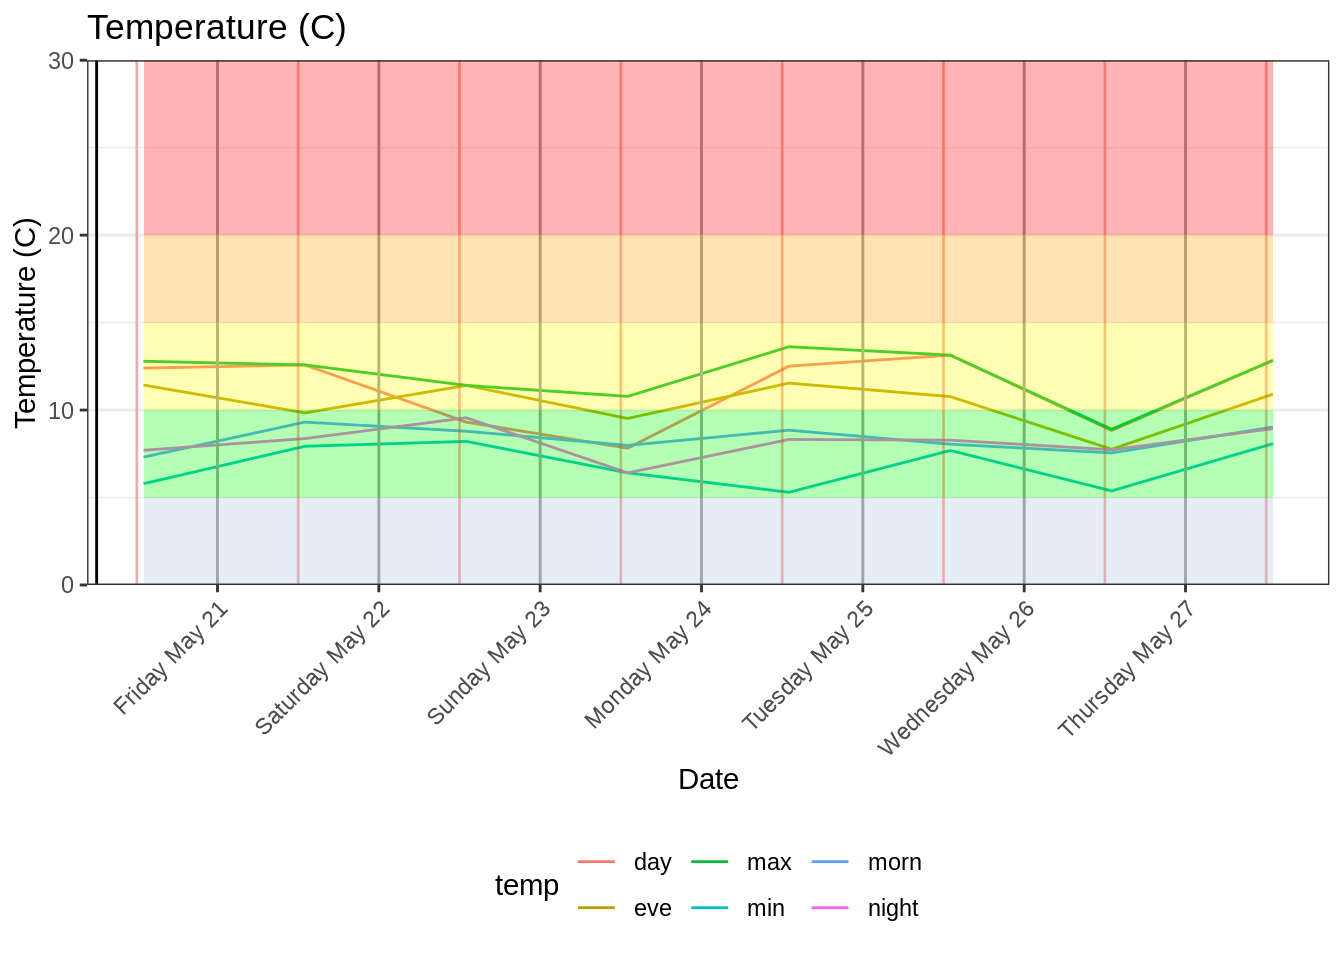 Temperature (C)
Temperature (C)
30
20
10
0
Friday May 21
Saturday May 22
Sunday May 23
Monday May 24
Tuesday May 25
Wednesday May 26
Thursday May 27
Date
temp
day
max
morn
eve
min
night